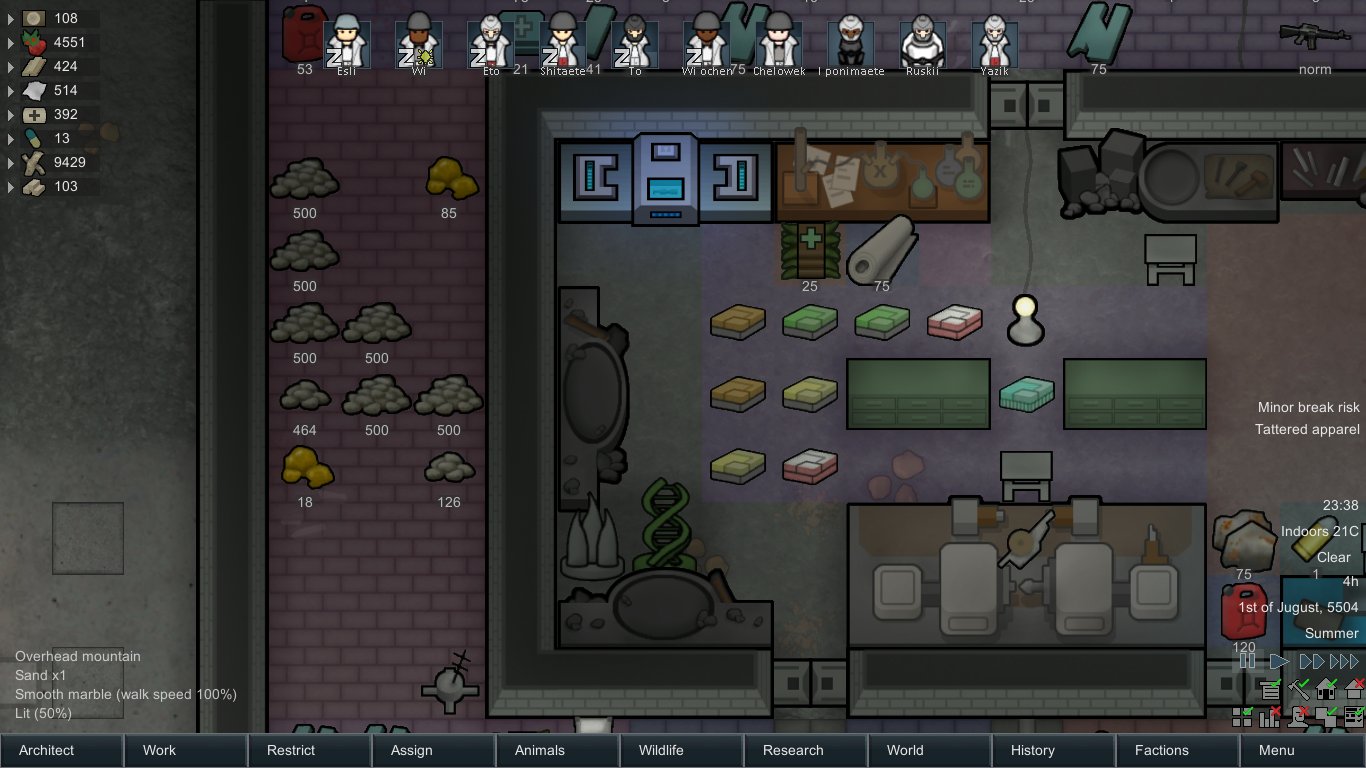 108
4551
424
514
392
13
9429
103
Esli
Wi
Eto
Shitaete
To
Wi ochen
Chelowek
I ponimaete
Ruskii
Yazik
53
21
41
75
75
norm
500
85
500
500
500
464
500
500
18
126
25
75
Minor break risk
Tattered apparel
23:38
Indoors 21C
Clear
75
1
4h
1st of Jugust, 5504
Summer
120
Overhead mountain
Sand x1
Smooth marble (walk speed 100%)
Lit (50%)
Architect
Work
Restrict
Assign
Animals
Wildlife
Research
World
History
Factions
Menu